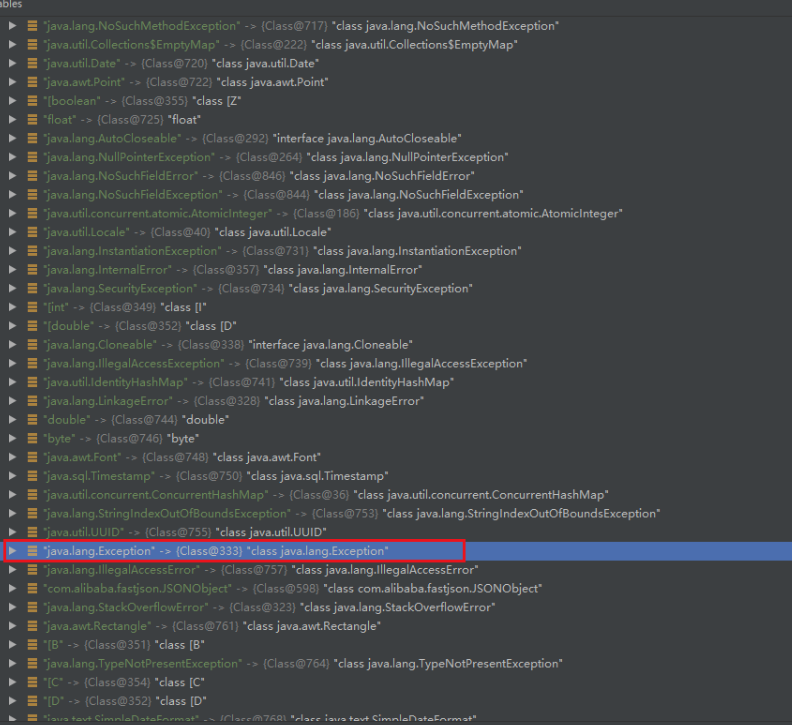 ables
"java.lang.NoSuchMethodException" -> {Class@717} "class java.lang.NoSuchMethodException"
"java.util.Collections$EmptyMap" -> {Class@222} "class java.util.Collections$EmptyMap"
"java.util.Date" -> {Class@720} "class java.util.Date"
"java.awt.Point" -> {Class@722} "class java.awt.Point"
"[boolean" -> {Class@355} "class [Z"
"float" -> {Class@725} "float"
"java.lang.AutoCloseable" -> {Class@292} "interface java.lang.AutoCloseable"
"java.lang.NullPointerException" -> {Class@264} "class java.lang.NullPointerException"
"java.lang.NoSuchFieldError" -> {Class@846} "class java.lang.NoSuchFieldError"
"java.lang.NoSuchFieldException" -> {Class@844} "class java.lang.NoSuchFieldException"
"java.util.concurrent.atomic.AtomicInteger" -> {Class@186} "class java.util.concurrent.atomic.AtomicInteger"
"java.util.Locale" -> {Class@40} "class java.util.Locale"
"java.lang.InstantiationException" -> {Class@731} "class java.lang.InstantiationException"
"java.lang.InternalError" -> {Class@357} "class java.lang.InternalError"
"java.lang.SecurityException" -> {Class@734} "class java.lang.SecurityException"
"[int" -> {Class@349} "class [I"
"[double" -> {Class@352} "class [D"
"java.lang.Cloneable" -> {Class@338} "interface java.lang.Cloneable"
"java.lang.IllegalAccessException" -> {Class@739} "class java.lang.IllegalAccessException"
"java.util.IdentityHashMap" -> {Class@741} "class java.util.IdentityHashMap"
"java.lang.LinkageError" -> {Class@328} "class java.lang.LinkageError"
"double" -> {Class@744} "double"
"byte" -> {Class@746} "byte"
"java.awt.Font" -> {Class@748} "class java.awt.Font"
"java.sql.Timestamp" -> {Class@750} "class java.sql.Timestamp"
"java.util.concurrent.ConcurrentHashMap" -> {Class@36} "class java.util.concurrent.ConcurrentHashMap"
"java.lang.StringIndexOutOfBoundsException" -> {Class@753} "class java.lang.StringIndexOutOfBoundsException"
"java.util.UUID" -> {Class@755} "class java.util.UUID"
"java.lang.Exception" -> {Class@333} "class java.lang.Exception"
"java.lang.IllegalAccessError" -> {Class@757} "class java.lang.IllegalAccessError"
"com.alibaba.fastjson.JSONObject" -> {Class@598} "class com.alibaba.fastjson.JSONObject"
"java.lang.StackOverflowError" -> {Class@323} "class java.lang.StackOverflowError"
"java.awt.Rectangle" -> {Class@761} "class java.awt.Rectangle"
"[B" -> {Class@351} "class [B"
"java.lang.TypeNotPresentException" -> {Class@764} "class java.lang.TypeNotPresentException"
"[C" -> {Class@354} "class [C"
"[D" -> {Class@352} "class [D"
"java.text.SimpleDateFormat" -> {Class@768} "class java.text.SimpleDateFormat"